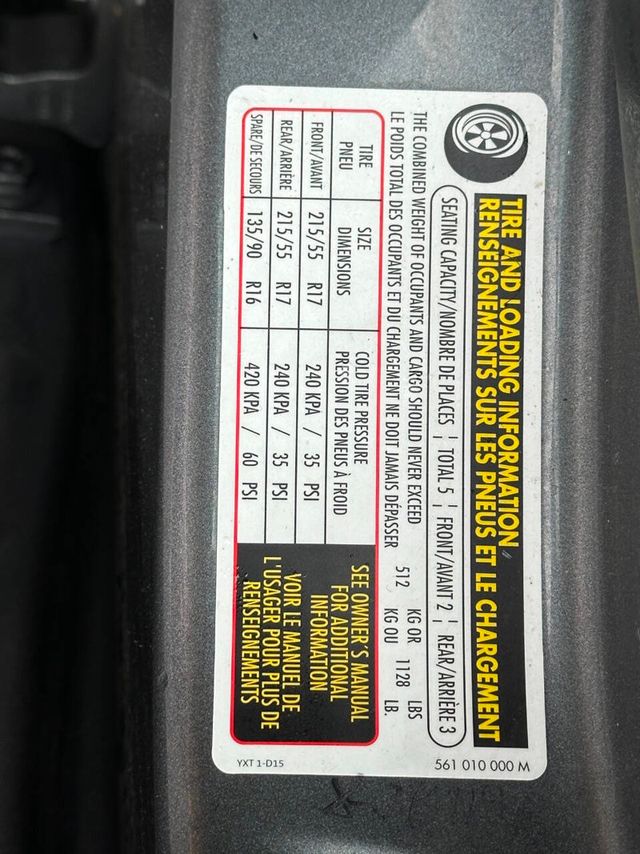 TIRE AND LOADING INFORMATION
RENSEIGNEMENTS SUR LES PNEUS ET LE CHARGEMENT
SEATING CAPACITY/NOMBRE DE PLACES ¦ TOTAL 5 ¦ FRONT/AVANT 2 ¦ REAR/ARRIÈRE 3
THE COMBINED WEIGHT OF OCCUPANTS AND CARGO SHOULD NEVER EXCEED 512 KG OR 1128 LBS
LE POIDS TOTAL DES OCCUPANTS ET DU CHARGEMENT NE DOIT JAMAIS DÉPASSER KG OU LB.
TIRE SIZE COLD TIRE PRESSURE
PNEU DIMENSIONS PRESSION DES PNEUS À FROID
FRONT/AVANT 215/55 R17 240 KPA / 35 PSI
REAR/ARRIÈRE 215/55 R17 240 KPA / 35 PSI
SPARE/DE SECOURS 135/90 R16 420 KPA / 60 PSI
SEE OWNER'S MANUAL
FOR ADDITIONAL
INFORMATION
VOIR LE MANUEL DE
L'USAGER POUR PLUS DE
RENSEIGNEMENTS
561 010 000 M
YXT 1-D15